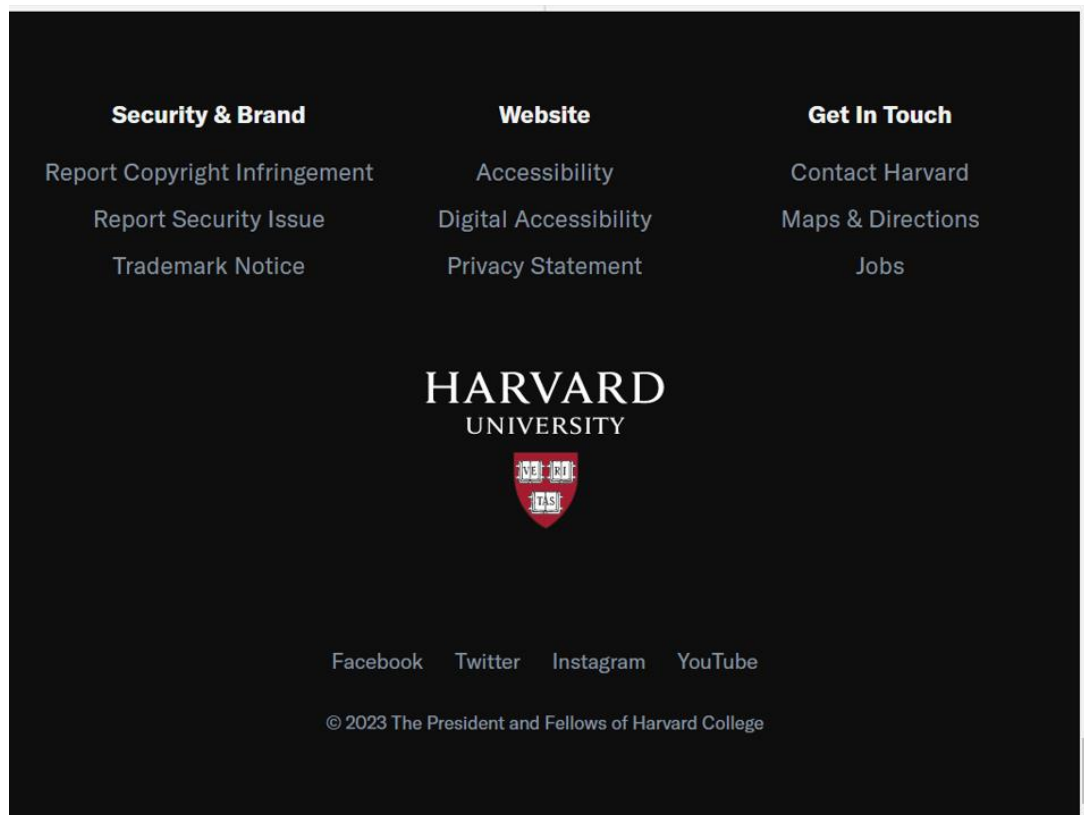 Security & Brand
Report Copyright Infringement
Report Security Issue
Trademark Notice
Website
Accessibility
Digital Accessibility
Privacy Statement
Get In Touch
Contact Harvard
Maps & Directions
Jobs
HARVARD
UNIVERSITY
VE RI
TAS
Facebook Twitter Instagram YouTube
© 2023 The President and Fellows of Harvard College